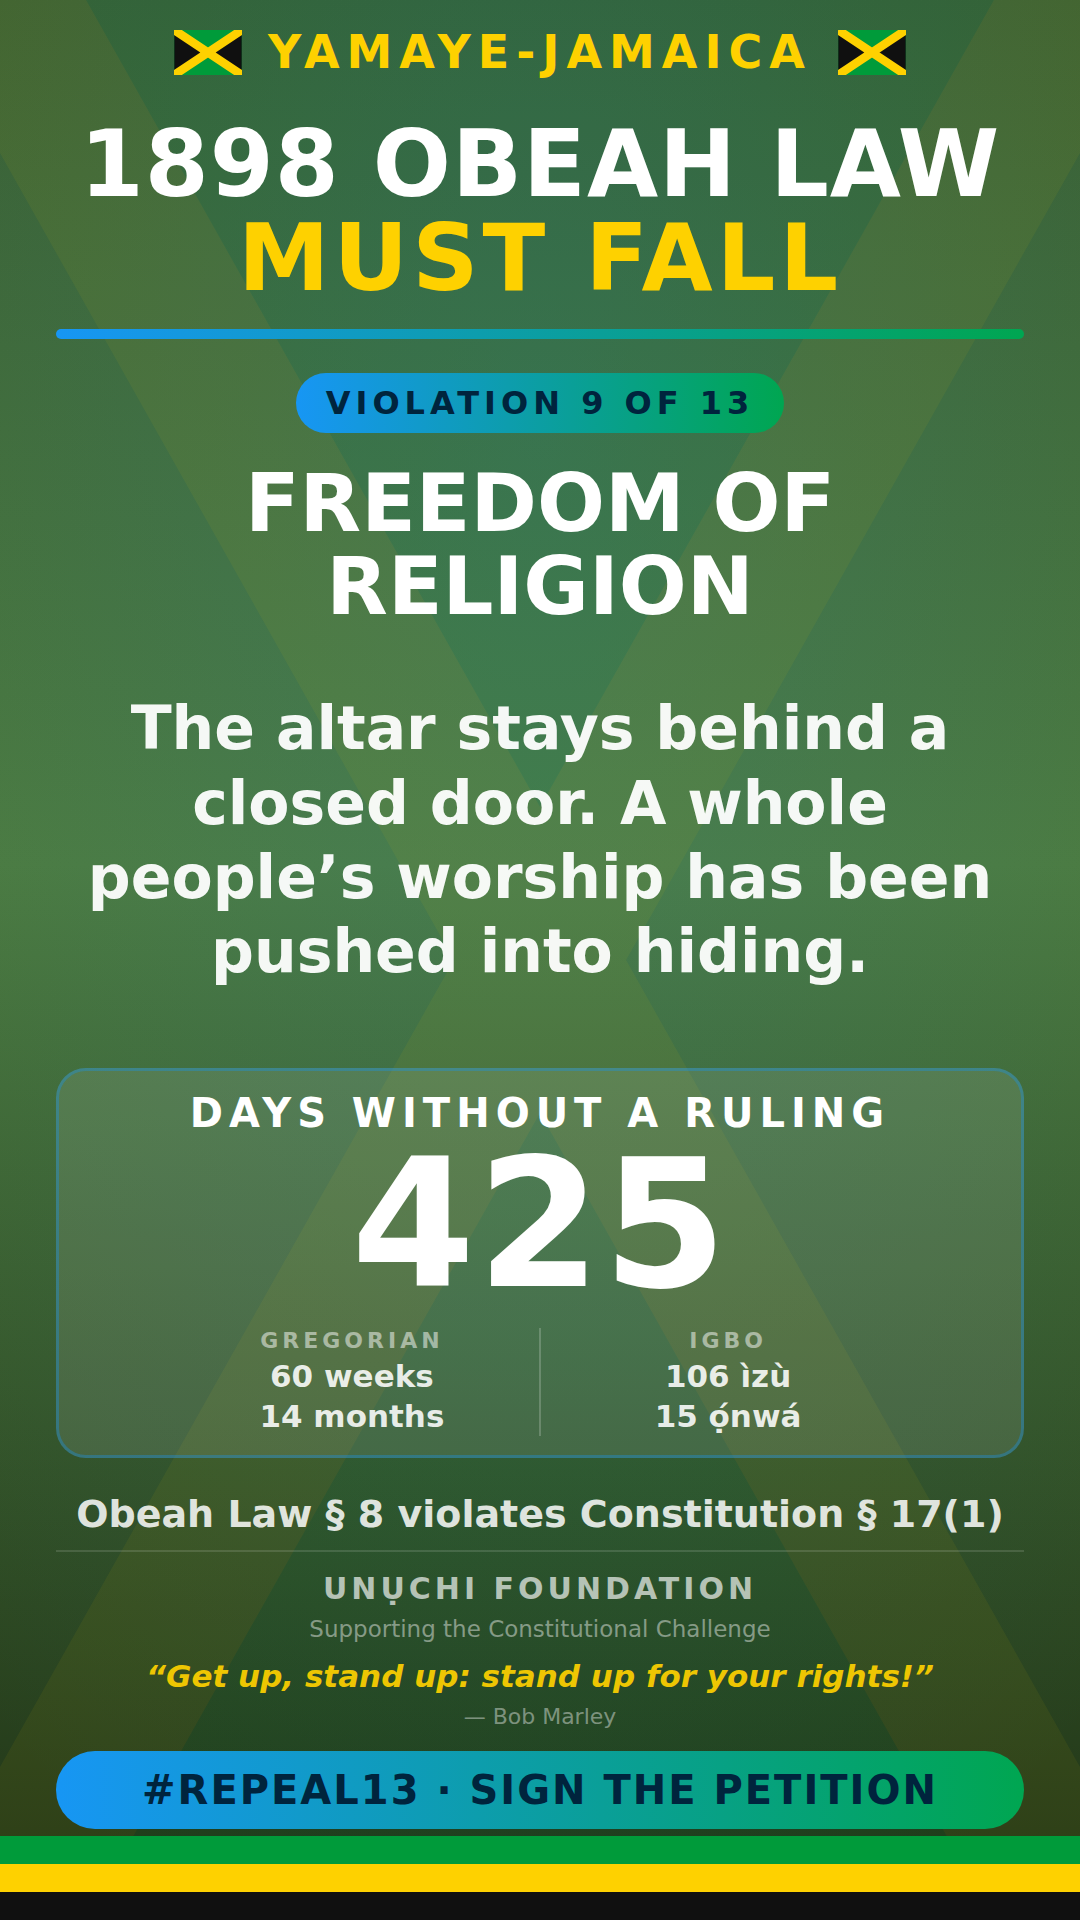 YAMAYE-JAMAICA
1898 OBEAH LAW
MUST FALL
VIOLATION 9 OF 13
FREEDOM OF
RELIGION
The altar stays behind a
closed door. A whole
people’s worship has been
pushed into hiding.
DAYS WITHOUT A RULING
425
GREGORIAN
60 weeks
14 months
IGBO
106 ìzù
15 ọ́nwá
Obeah Law § 8 violates Constitution § 17(1)
UNỤCHI FOUNDATION
Supporting the Constitutional Challenge
“Get up, stand up: stand up for your rights!”
— Bob Marley
#REPEAL13 · SIGN THE PETITION